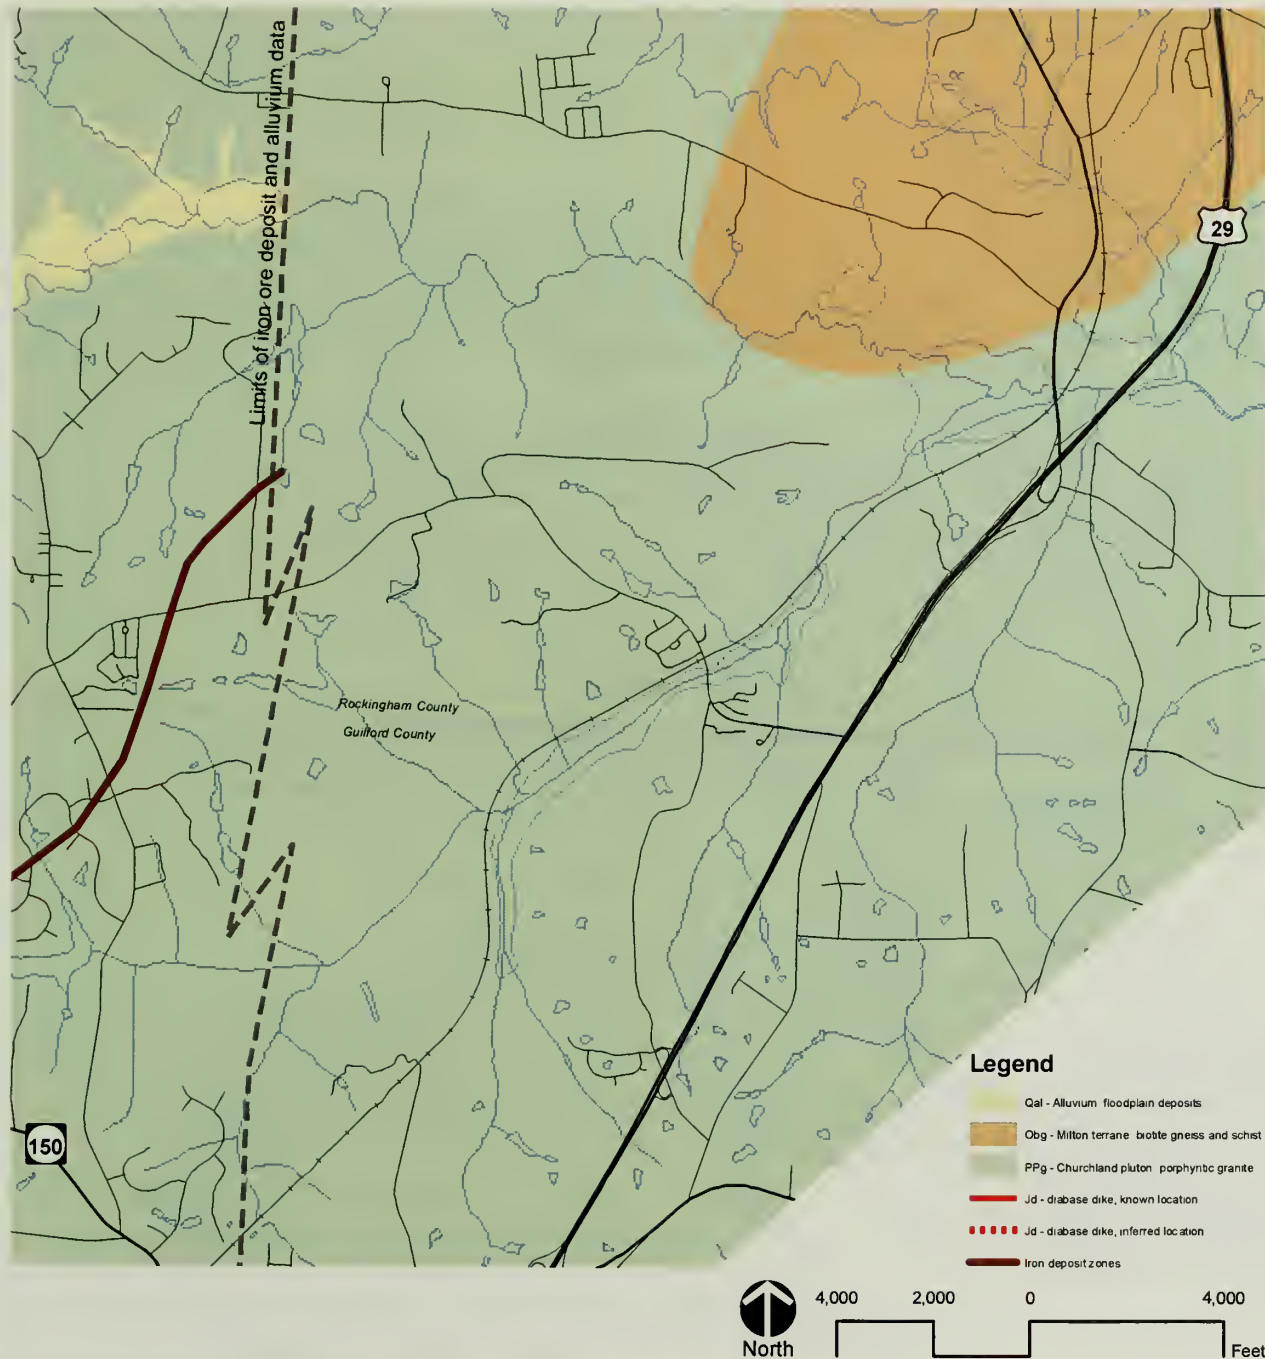 Limits of iron ore deposit and alluvium data
29
Rockingham County
Guilford County
150
Legend
Qal - Alluvium floodplain deposits
Obg - Milton terrane biotite gneiss and schist
PPg - Churchland pluton porphyritic granite
Jd - diabase dike, known location
Jd - diabase dike, inferred location
Iron deposit zones
North
4,000 2,000 0 4,000
Feet